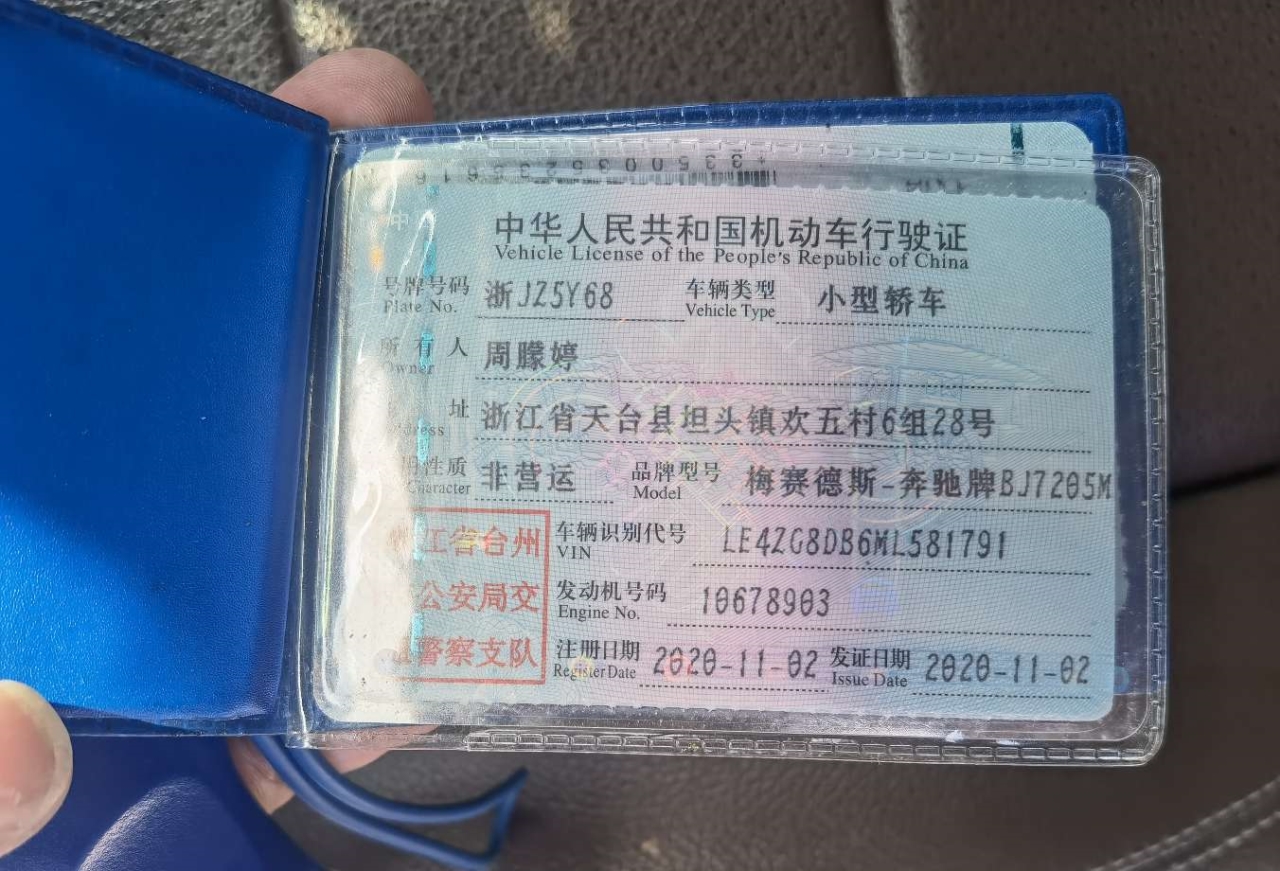 中华人民共和国机动车行驶证
Vehicle License of the People's Republic of China
号牌号码 浙JZ5Y68 车辆类型 小型轿车
Plate No. Vehicle Type
所有人 周朦婷
Owner
址 浙江省天台县坦头镇欢五村6组28号
性质 非营运 品牌型号 梅赛德斯-奔驰牌BJ7205M
Character Model
江省台州
公安局交
警察支队
车辆识别代号 LE4ZG8DB6ML581791
VIN
发动机号码 10678903
Engine No.
注册日期 2020-11-02 发证日期 2020-11-02
Register Date Issue Date